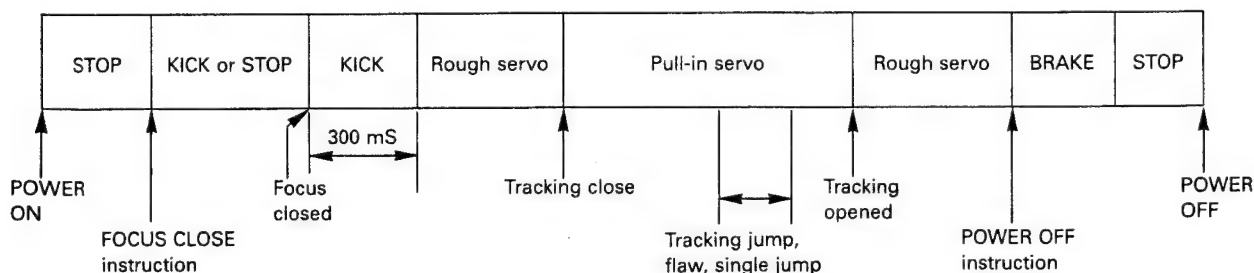 STOP
KICK or STOP
KICK
Rough servo
Pull-in servo
Rough servo
BRAKE
STOP
300 mS
POWER
ON
FOCUS CLOSE
instruction
Focus
closed
Tracking close
Tracking jump,
flaw, single jump
Tracking
opened
POWER OFF
instruction
POWER
OFF